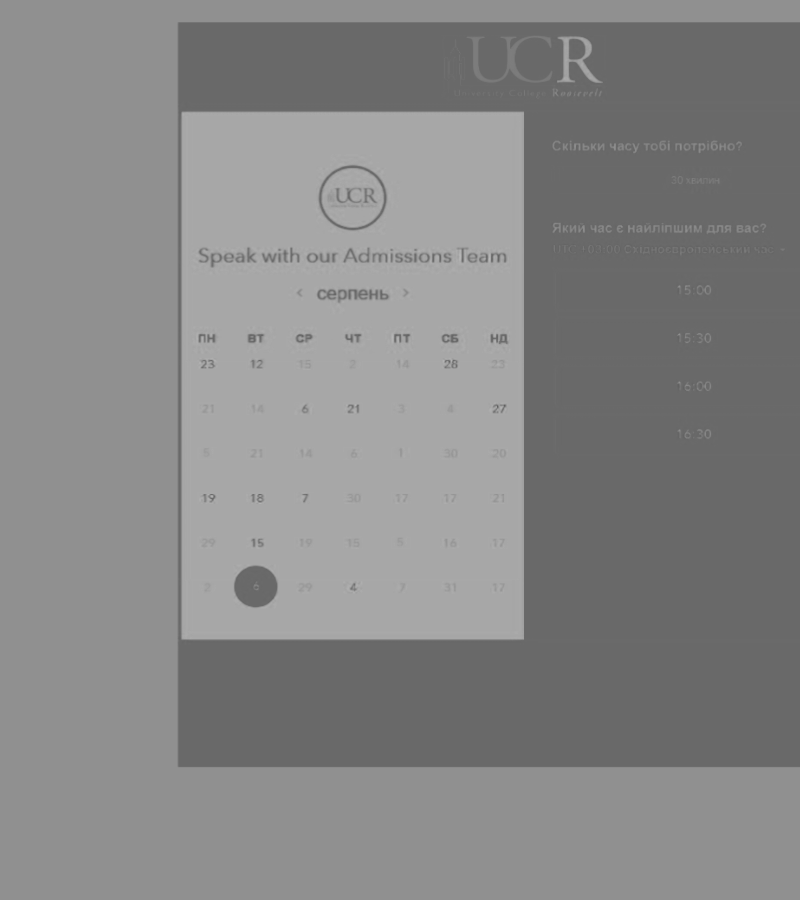 UCR
University College Roosevelt
UCR
Speak with our Admissions Team
< серпень >
ПН ВТ СР ЧТ ПТ СБ НД
23 12 15 2 14 28 23
21 14 6 21 3 4 27
5 21 14 6 1 30 20
19 18 7 30 17 17 21
29 15 19 15 5 16 17
2 6 29 4 7 31 17
Скільки часу тобі потрібно?
30 хвилин
Який час є найліпшим для вас?
UTC +03:00 Східноєвропейський час
15:00
15:30
16:00
16:30